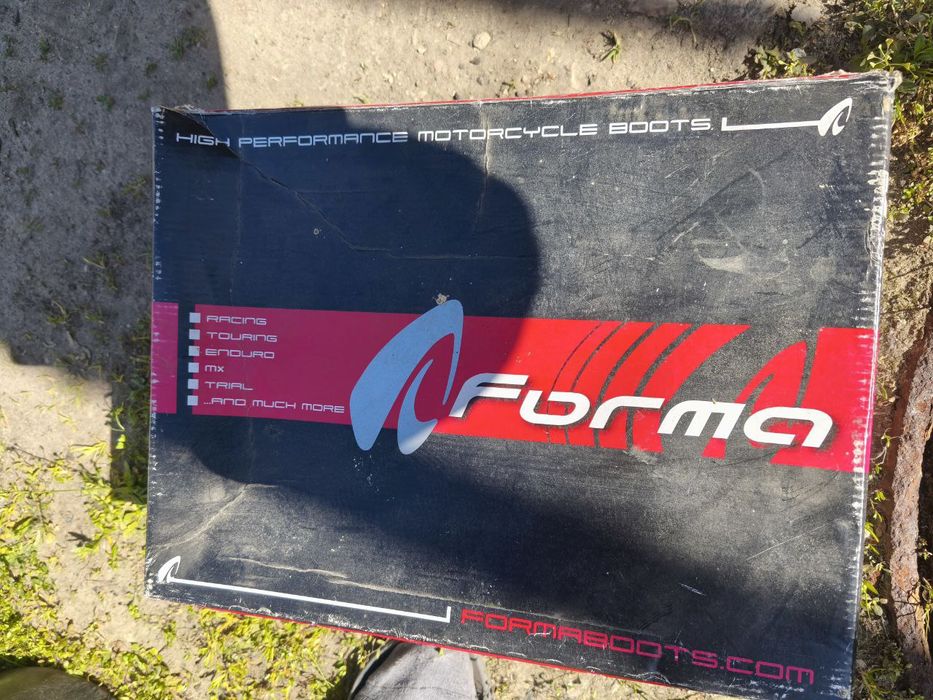 HIGH PERFORMANCE MOTORCYCLE BOOTS.
RACING
TOURING
ENDURO
MX
TRIAL
...AND MUCH MORE
Forma
FORMABOOTS.COM